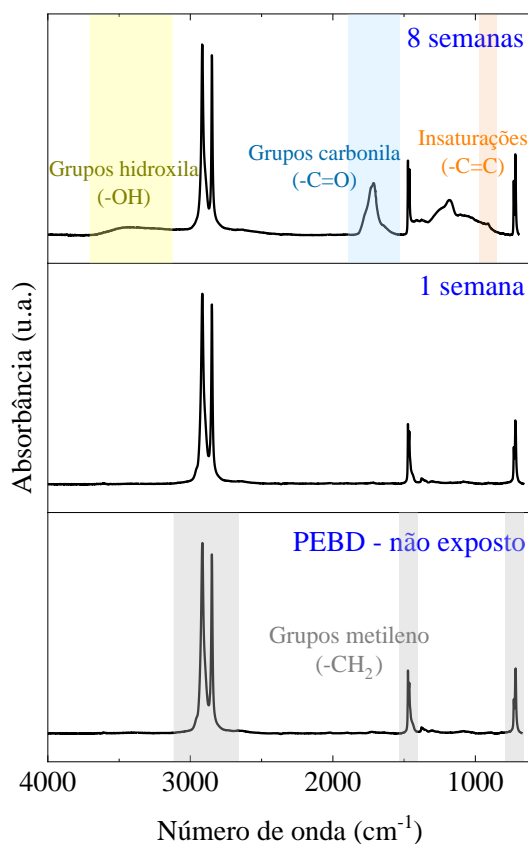 8 semanas
Grupos hidroxila
(-OH)
Grupos carbonila
(-C=O)
Insaturações
(-C=C)
1 semana
PEBD - não exposto
Grupos metileno
(-CH₂)
Absorbância (u.a.)
4000 3000 2000 1000
Número de onda (cm⁻¹)